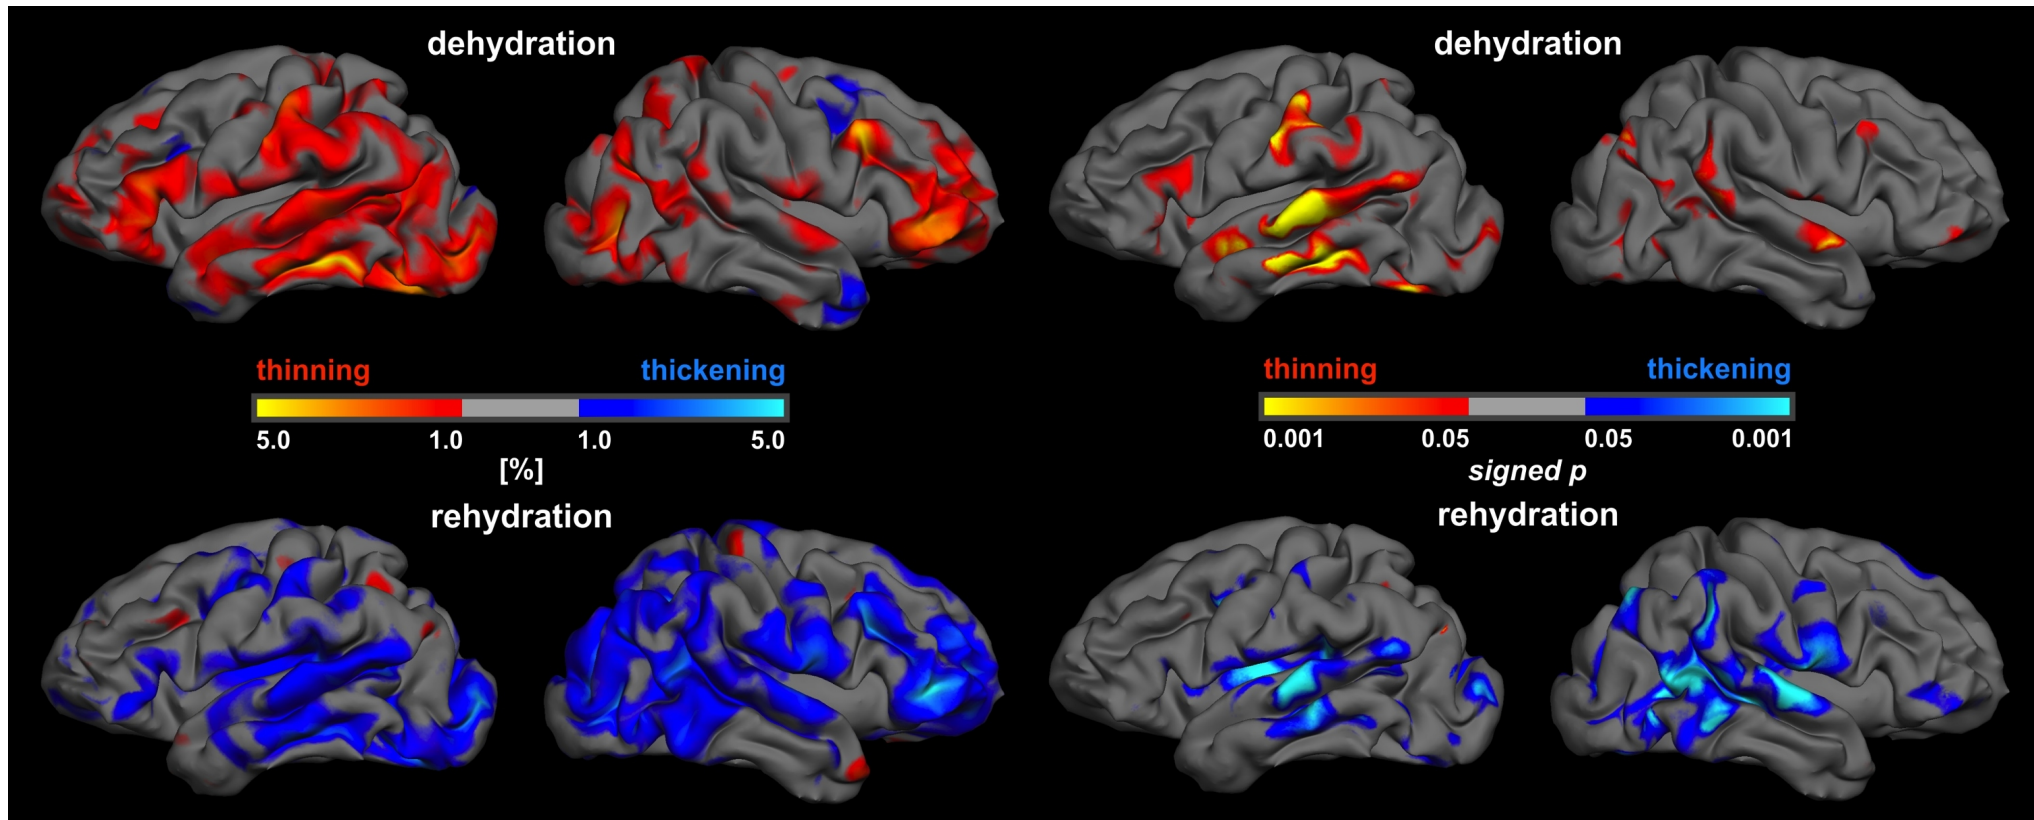 dehydration
dehydration
thinning thickening
5.0 1.0 1.0 5.0
[%]
thinning thickening
0.001 0.05 0.05 0.001
signed p
rehydration
rehydration